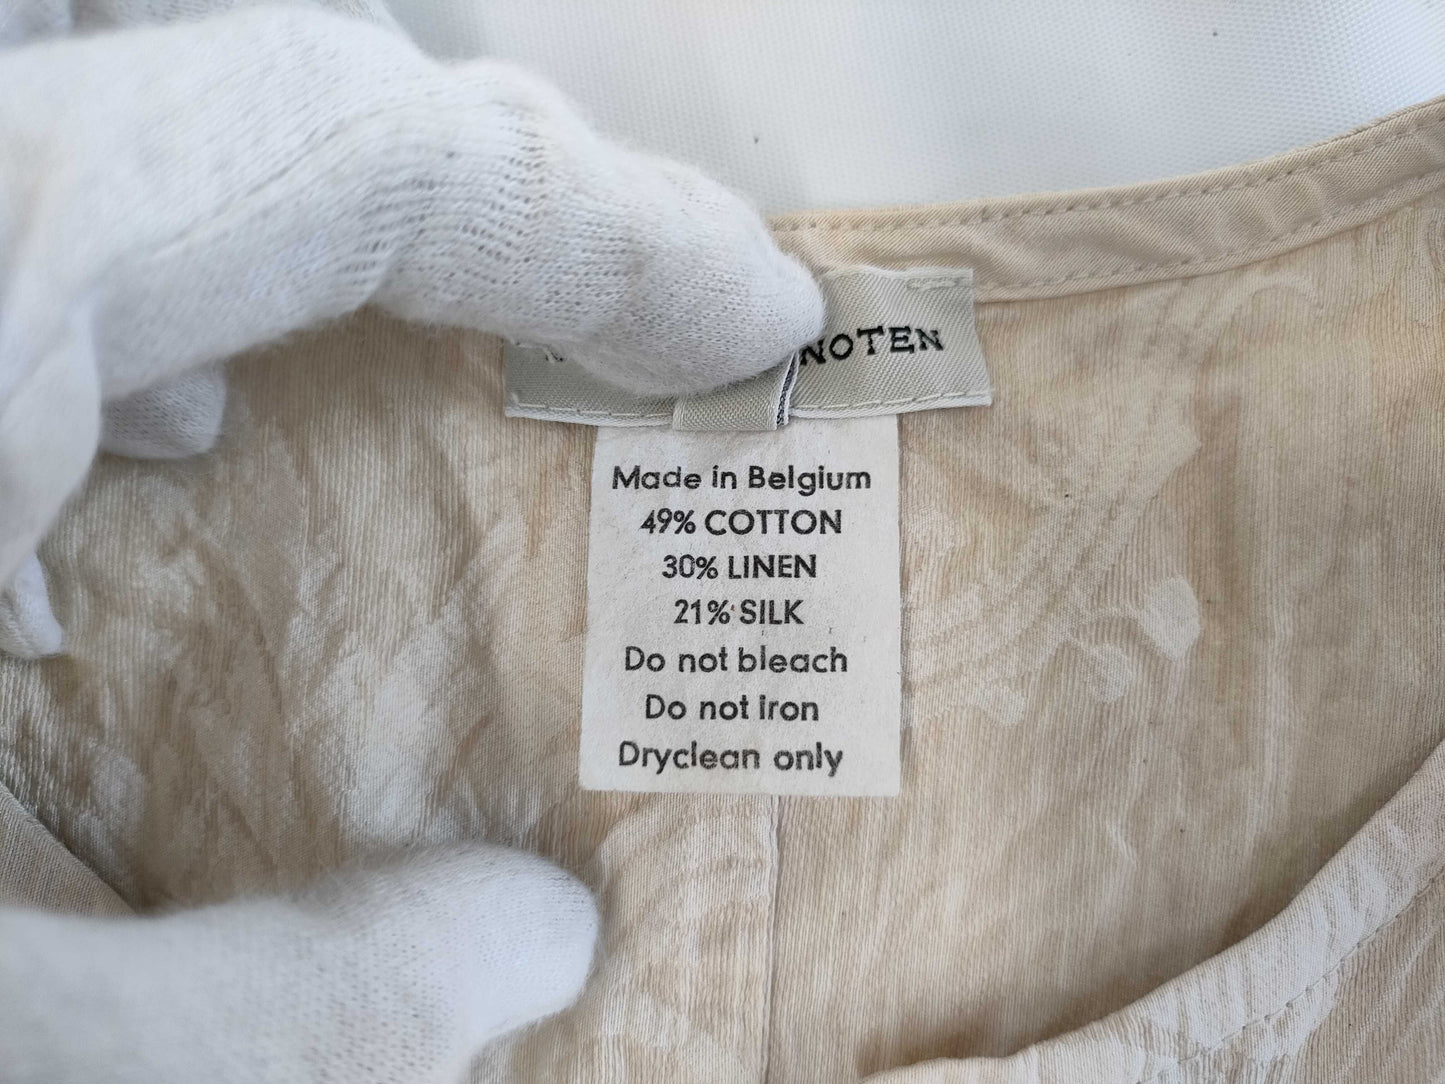 NOTEN
Made in Belgium
49% COTTON
30% LINEN
21% SILK
Do not bleach
Do not iron
Dryclean only